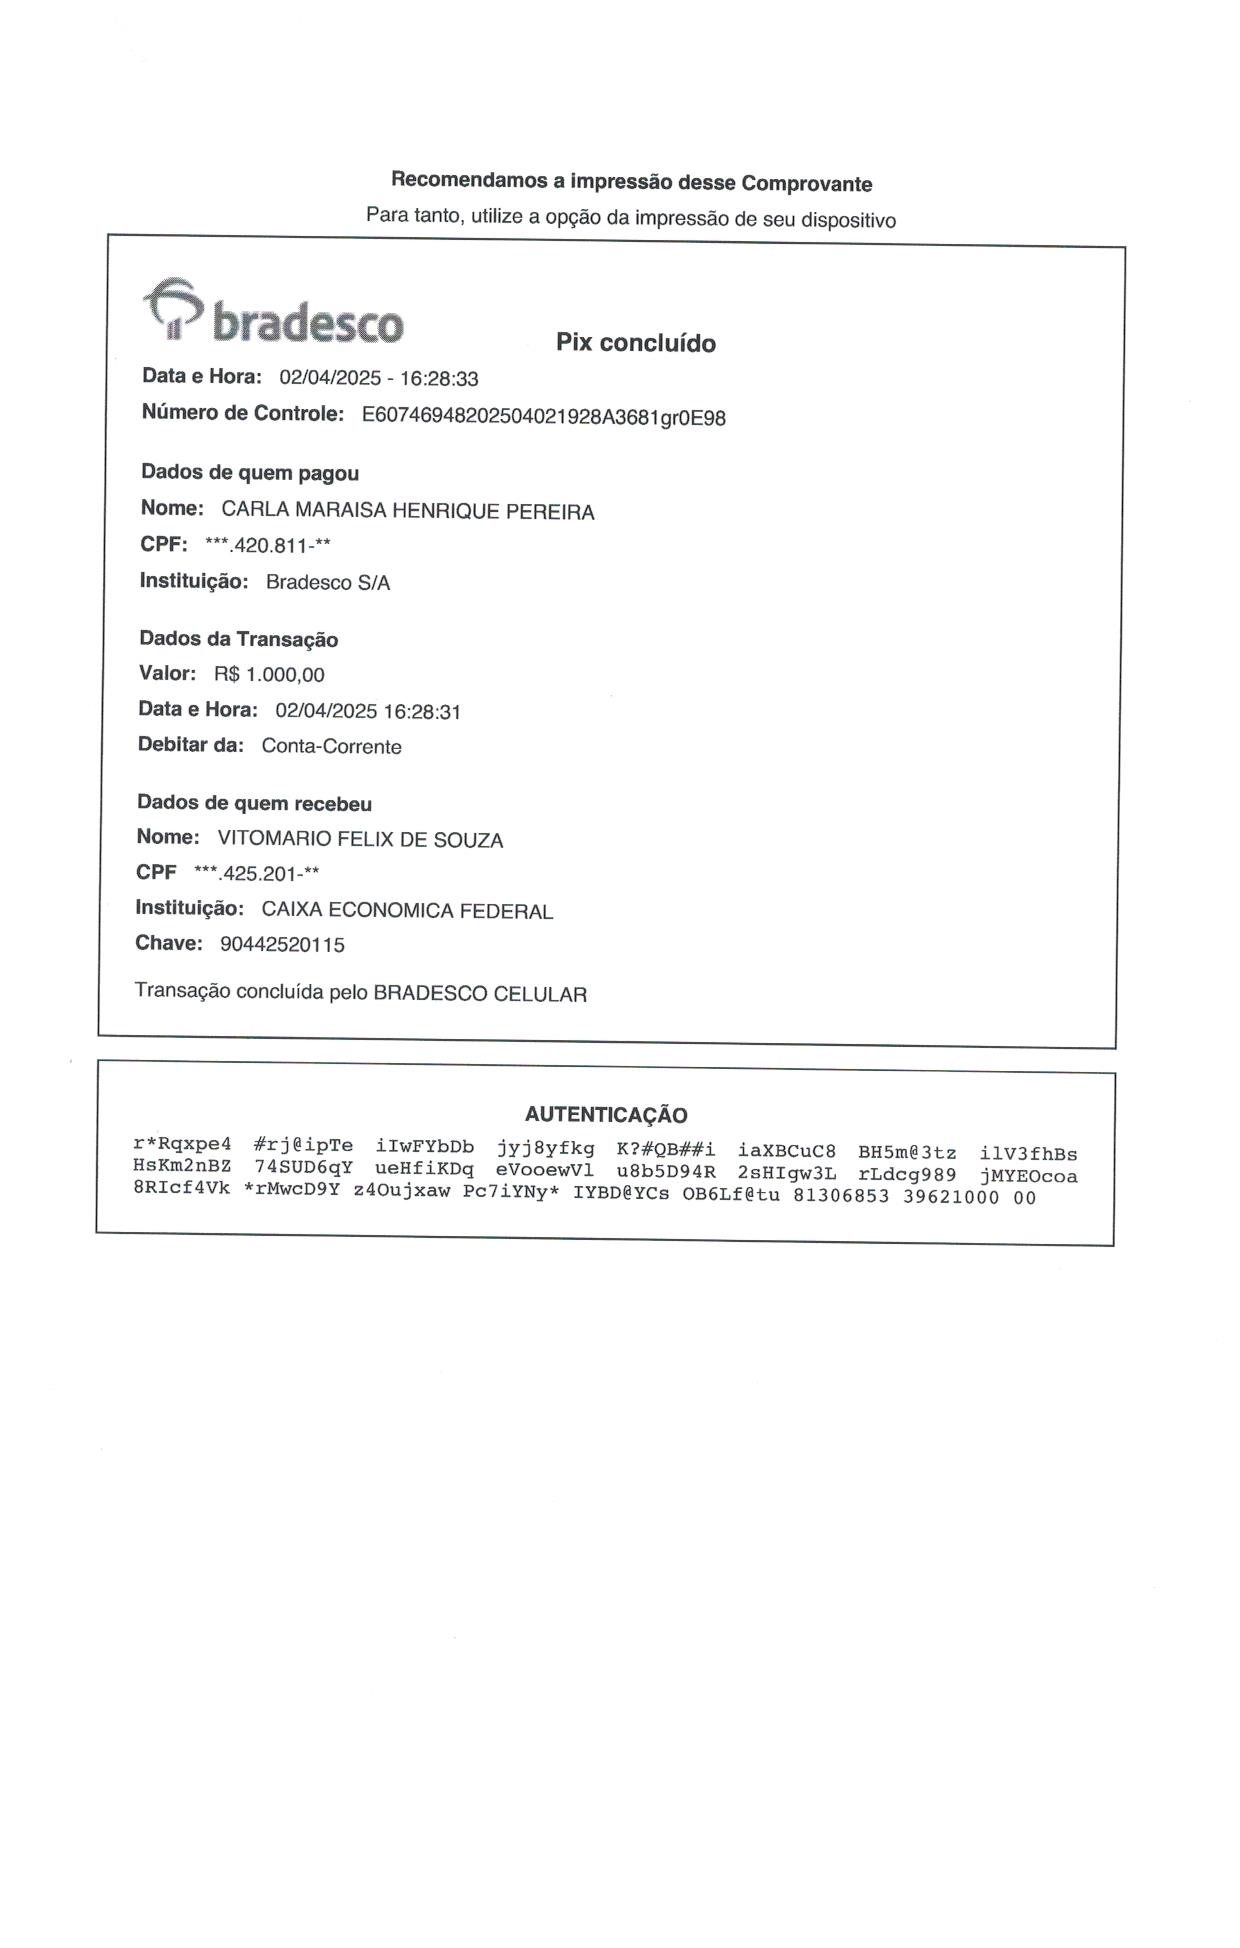 Recomendamos a impressão desse Comprovante
Para tanto, utilize a opção da impressão de seu dispositivo
bradesco
Pix concluído
Data e Hora: 02/04/2025 - 16:28:33
Número de Controle: E60746948202504021928A3681gr0E98
Dados de quem pagou
Nome: CARLA MARAISA HENRIQUE PEREIRA
CPF: ***.420.811-**
Instituição: Bradesco S/A
Dados da Transação
Valor: R$ 1.000,00
Data e Hora: 02/04/2025 16:28:31
Debitar da: Conta-Corrente
Dados de quem recebeu
Nome: VITOMARIO FELIX DE SOUZA
CPF ***.425.201-**
Instituição: CAIXA ECONOMICA FEDERAL
Chave: 90442520115
Transação concluída pelo BRADESCO CELULAR
AUTENTICAÇÃO
r*Rqxpe4 #rj@ipTe iIwFYbDb jyj8yfkg K?#QB##i iaXBCuC8 BH5m@3tz ilV3fhBs
HsKm2nBZ 74SUD6qY ueHfiKDq eVooewVl u8b5D94R 2sHIgw3L rLdcg989 jMYEOcoa
8RIcf4Vk *rMwcD9Y z4Oujxaw Pc7iYNy* IYBD@YCs OB6Lf@tu 81306853 39621000 00